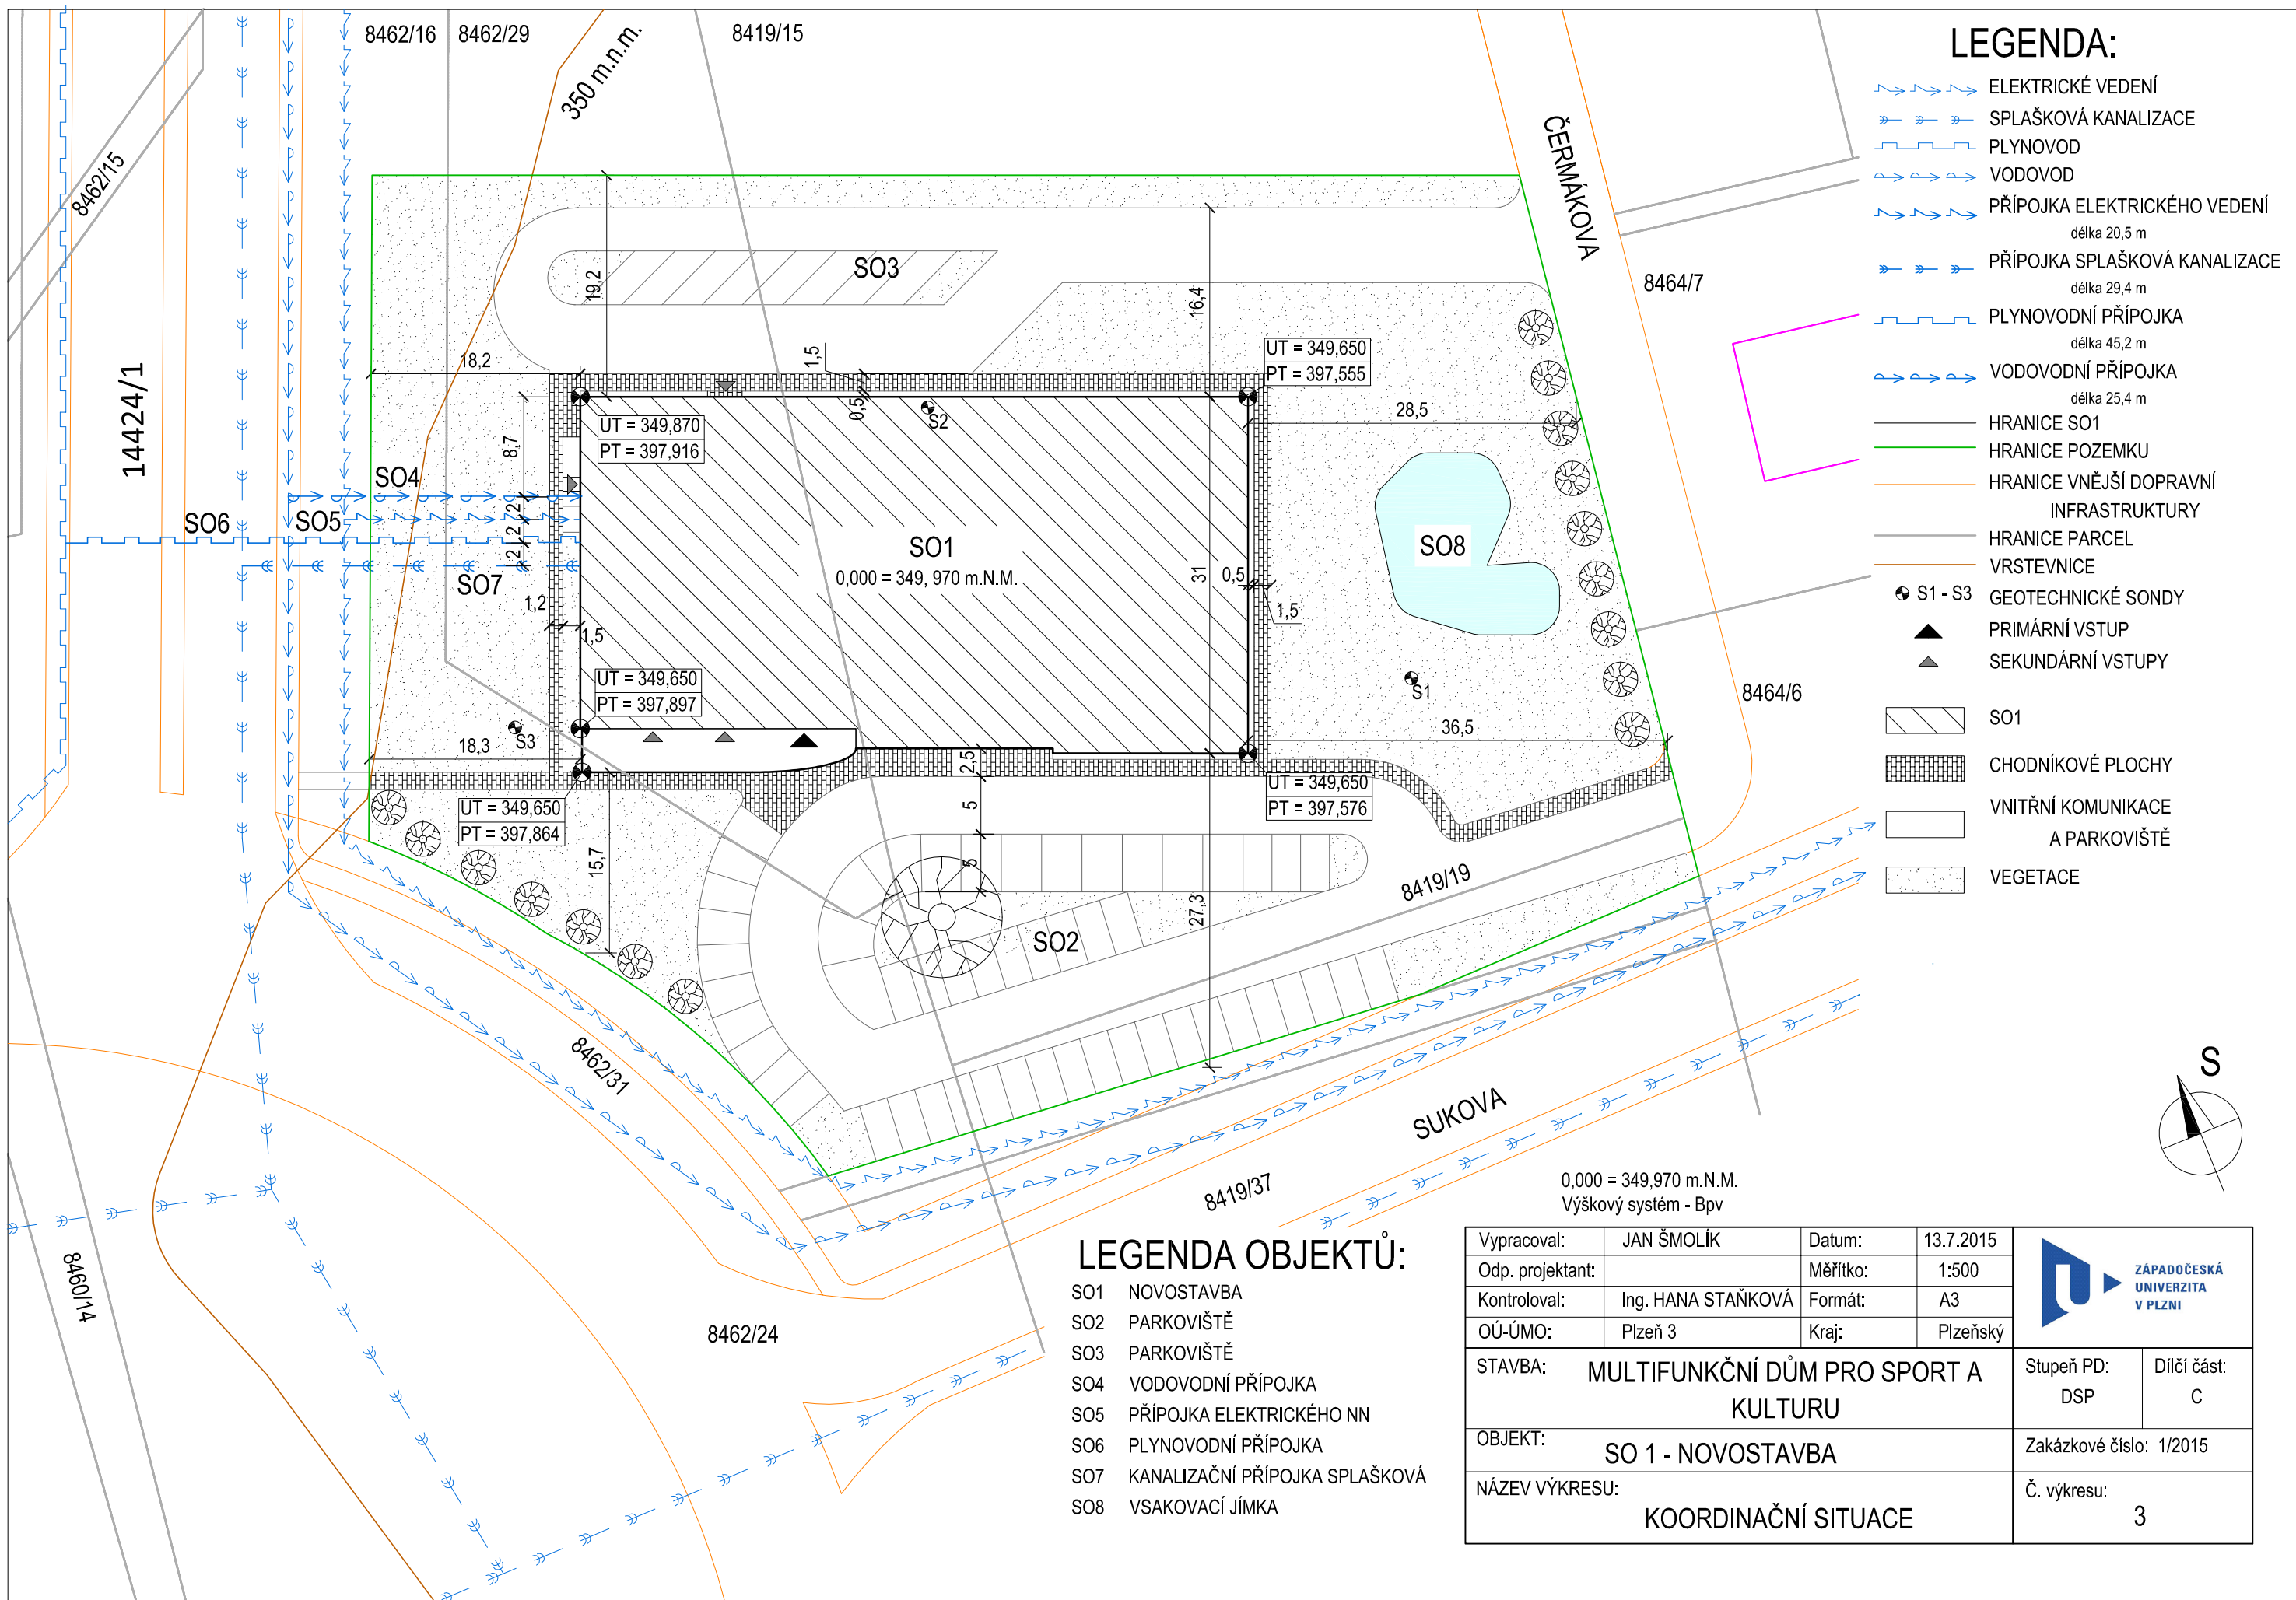 8462/16
8462/29
350 m.n.m.
8419/15
8462/15
14424/1
ČERMÁKOVA
8464/7
8464/6
SO3
19,2
16,4
18,2
1,5
0,5
UT = 349,650
PT = 397,555
S2
28,5
UT = 349,870
PT = 397,916
8,7
SO4
SO6
SO5
2
2
2
SO7
SO1
0,000 = 349, 970 m.N.M.
31
0,5
1,5
SO8
1,2
1,5
UT = 349,650
PT = 397,897
S1
S3
18,3
36,5
2,5
UT = 349,650
PT = 397,576
UT = 349,650
PT = 397,864
5
5
15,7
8419/19
27,3
SO2
8462/31
SUKOVA
8419/37
8460/14
8462/24
LEGENDA:
ELEKTRICKÉ VEDENÍ
SPLAŠKOVÁ KANALIZACE
PLYNOVOD
VODOVOD
PŘÍPOJKA ELEKTRICKÉHO VEDENÍ
délka 20,5 m
PŘÍPOJKA SPLAŠKOVÁ KANALIZACE
délka 29,4 m
PLYNOVODNÍ PŘÍPOJKA
délka 45,2 m
VODOVODNÍ PŘÍPOJKA
délka 25,4 m
HRANICE SO1
HRANICE POZEMKU
HRANICE VNĚJŠÍ DOPRAVNÍ
INFRASTRUKTURY
HRANICE PARCEL
VRSTEVNICE
S1 - S3 GEOTECHNICKÉ SONDY
PRIMÁRNÍ VSTUP
SEKUNDÁRNÍ VSTUPY
SO1
CHODNÍKOVÉ PLOCHY
VNITŘNÍ KOMUNIKACE
A PARKOVIŠTĚ
VEGETACE
S
0,000 = 349,970 m.N.M.
Výškový systém - Bpv
LEGENDA OBJEKTŮ:
SO1 NOVOSTAVBA
SO2 PARKOVIŠTĚ
SO3 PARKOVIŠTĚ
SO4 VODOVODNÍ PŘÍPOJKA
SO5 PŘÍPOJKA ELEKTRICKÉHO NN
SO6 PLYNOVODNÍ PŘÍPOJKA
SO7 KANALIZAČNÍ PŘÍPOJKA SPLAŠKOVÁ
SO8 VSAKOVACÍ JÍMKA
Vypracoval: JAN ŠMOLÍK Datum: 13.7.2015
Odp. projektant: Měřítko: 1:500
Kontroloval: Ing. HANA STAŇKOVÁ Formát: A3
OÚ-ÚMO: Plzeň 3 Kraj: Plzeňský
ZÁPADOČESKÁ
UNIVERZITA
V PLZNI
STAVBA: MULTIFUNKČNÍ DŮM PRO SPORT A
KULTURU
Stupeň PD: Dílčí část:
DSP C
OBJEKT: SO 1 - NOVOSTAVBA
Zakázkové číslo: 1/2015
NÁZEV VÝKRESU:
KOORDINAČNÍ SITUACE
Č. výkresu:
3